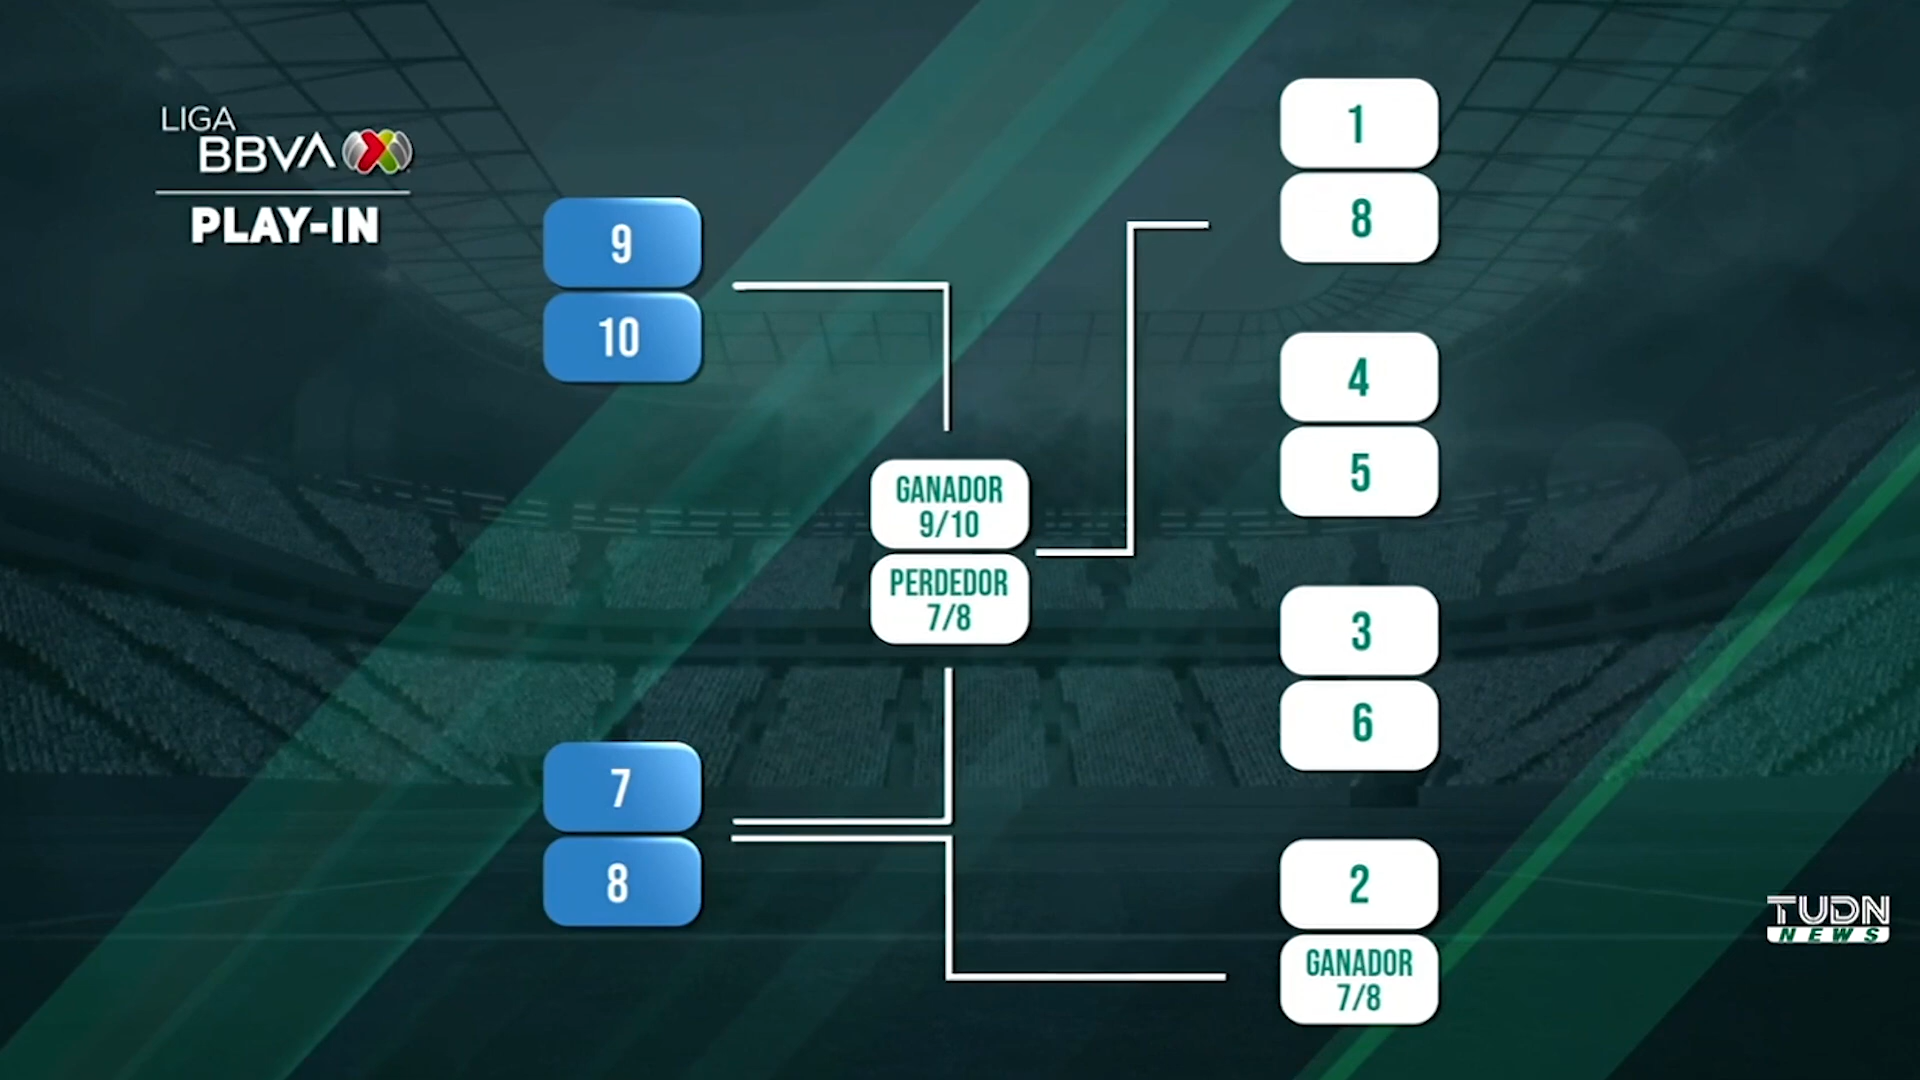 LIGA
BBVA
PLAY-IN
9
10
7
8
GANADOR
9/10
PERDEDOR
7/8
1
8
4
5
3
6
2
GANADOR
7/8
TUDN
NEWS